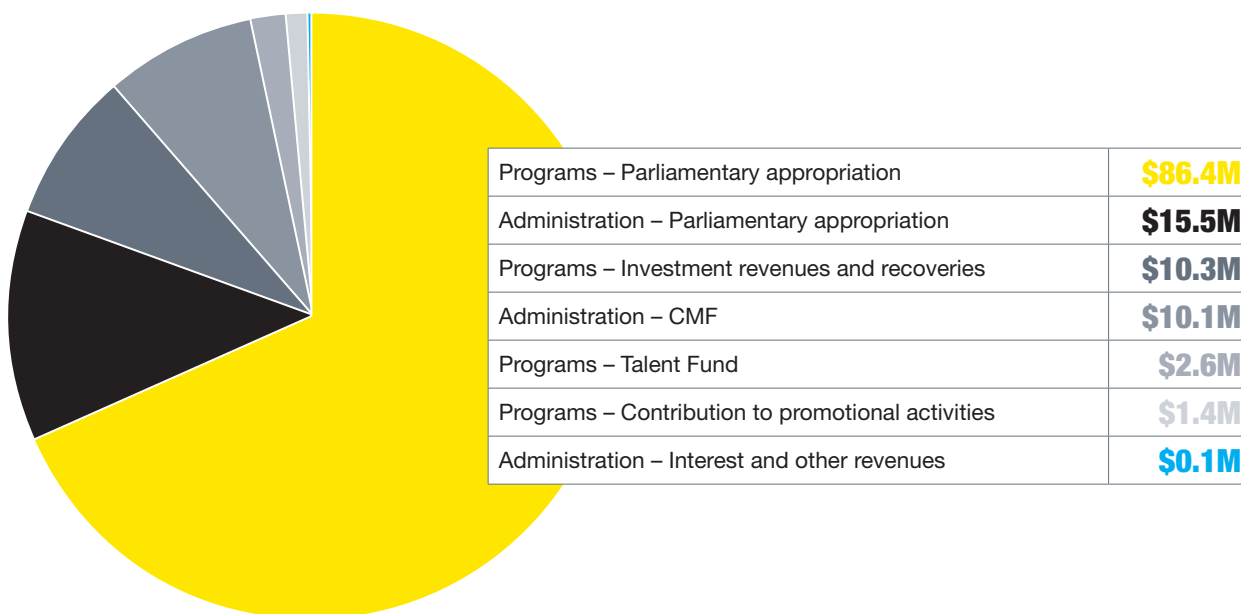 Programs – Parliamentary appropriation $86.4M
Administration – Parliamentary appropriation $15.5M
Programs – Investment revenues and recoveries $10.3M
Administration – CMF $10.1M
Programs – Talent Fund $2.6M
Programs – Contribution to promotional activities $1.4M
Administration – Interest and other revenues $0.1M